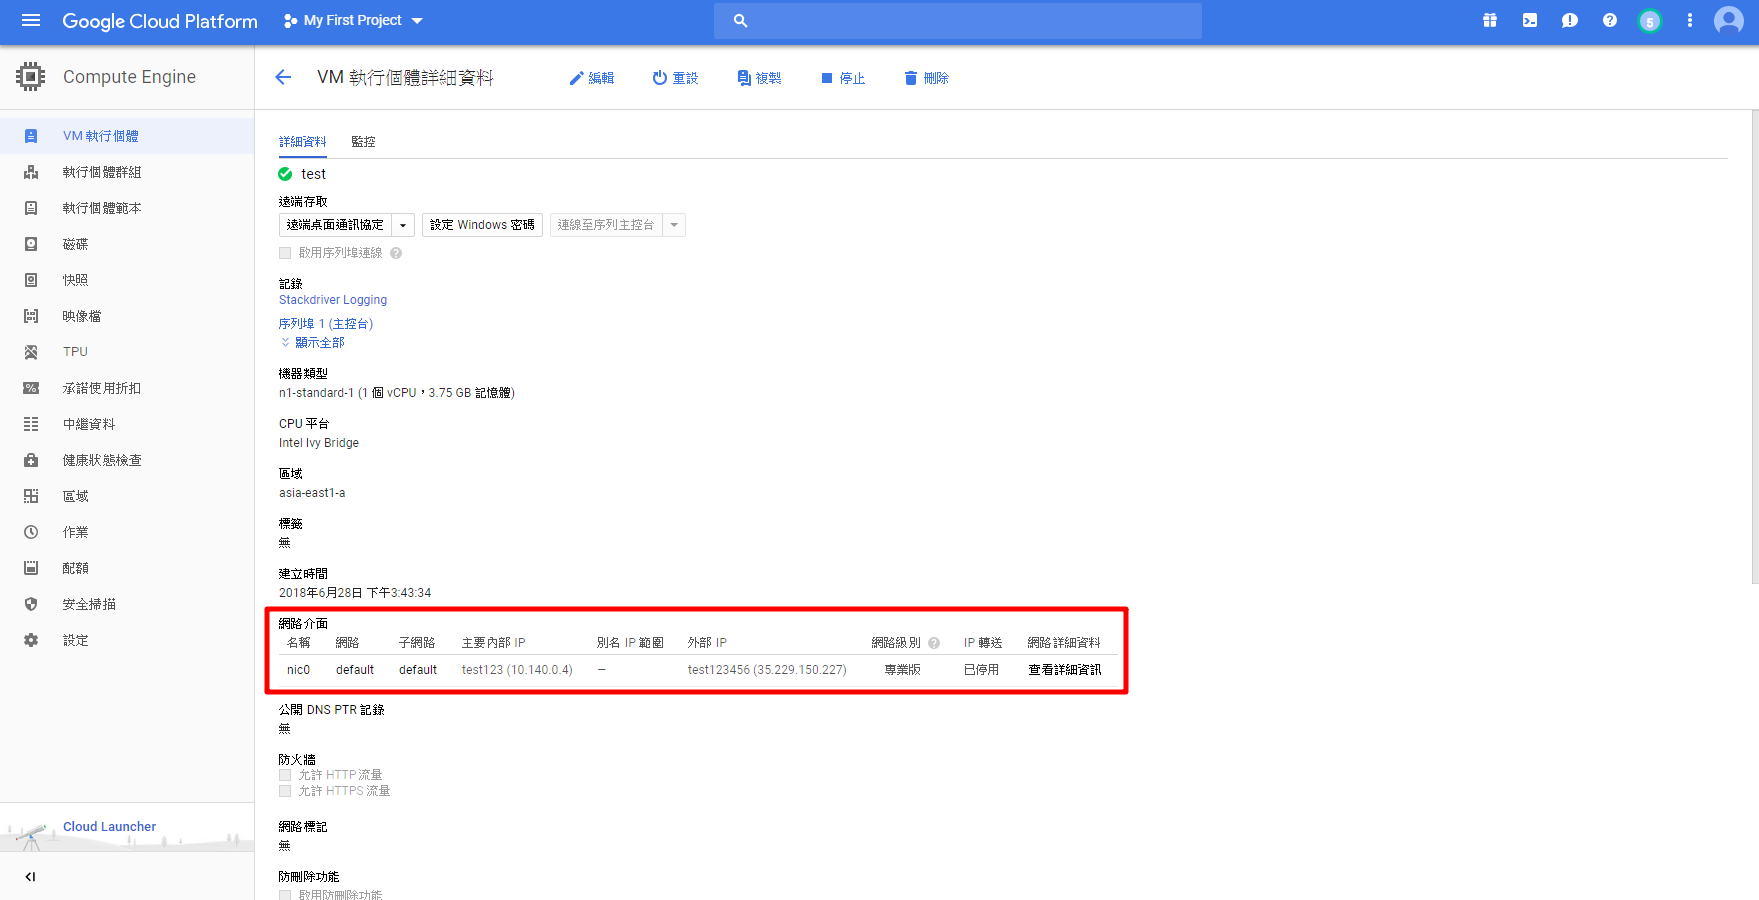 Google Cloud Platform
My First Project
5
Compute Engine
VM 執行個體
執行個體群組
執行個體範本
磁碟
快照
映像檔
TPU
承諾使用折扣
中繼資料
健康狀態檢查
區域
作業
配額
安全掃描
設定
Cloud Launcher
VM 執行個體詳細資料
編輯
重設
複製
停止
刪除
詳細資料
監控
test
遠端存取
遠端桌面通訊協定
設定 Windows 密碼
連線至序列主控台
啟用序列埠連線
記錄
Stackdriver Logging
序列埠 1 (主控台)
顯示全部
機器類型
n1-standard-1 (1 個 vCPU，3.75 GB 記憶體)
CPU 平台
Intel Ivy Bridge
區域
asia-east1-a
標籤
無
建立時間
2018年6月28日 下午3:43:34
網路介面
名稱 網路 子網路 主要內部 IP 別名 IP 範圍 外部 IP 網路級別 IP 轉送 網路詳細資料
nic0 default default test123 (10.140.0.4) — test123456 (35.229.150.227) 專業版 已停用 查看詳細資訊
公開 DNS PTR 記錄
無
防火牆
允許 HTTP 流量
允許 HTTPS 流量
網路標記
無
防刪除功能
啟用防刪除功能